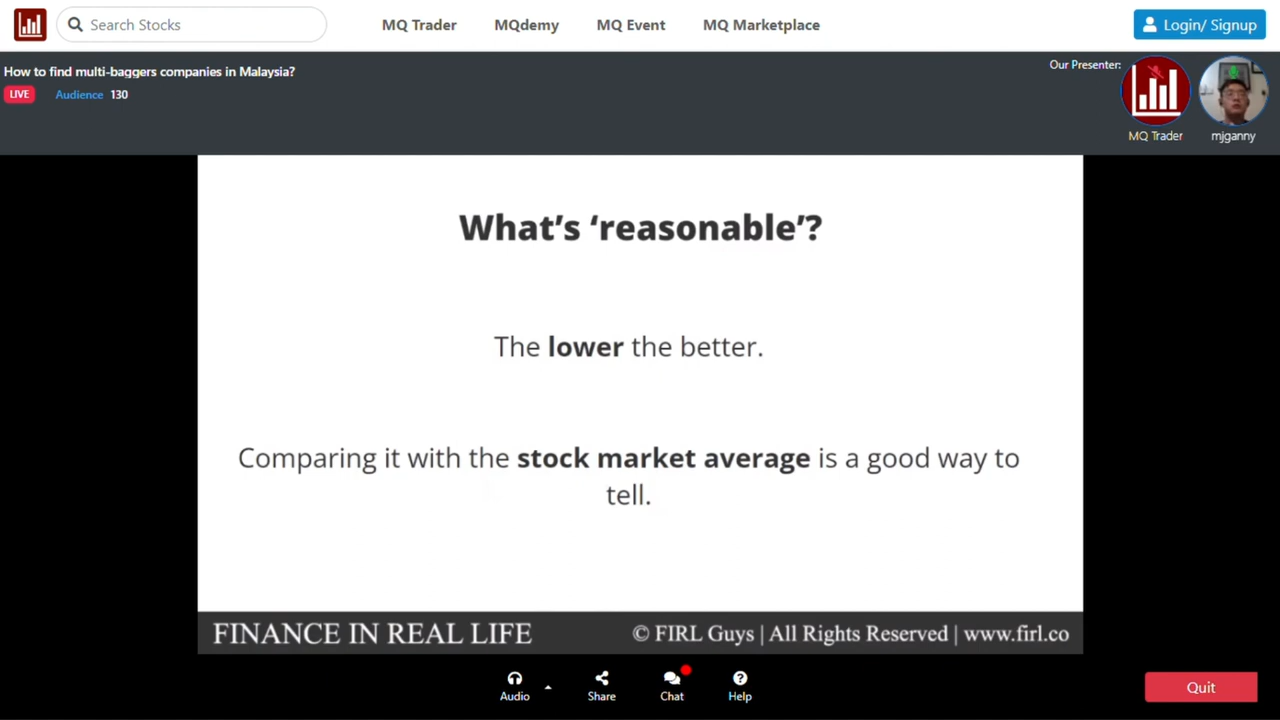 Search Stocks
MQ Trader
MQdemy
MQ Event
MQ Marketplace
Login/ Signup
How to find multi-baggers companies in Malaysia?
LIVE
Audience 130
Our Presenter:
MQ Trader
mjganny
What's ‘reasonable’?
The lower the better.
Comparing it with the stock market average is a good way to
tell.
FINANCE IN REAL LIFE
© FIRL Guys | All Rights Reserved | www.firl.co
Audio
Share
Chat
Help
Quit